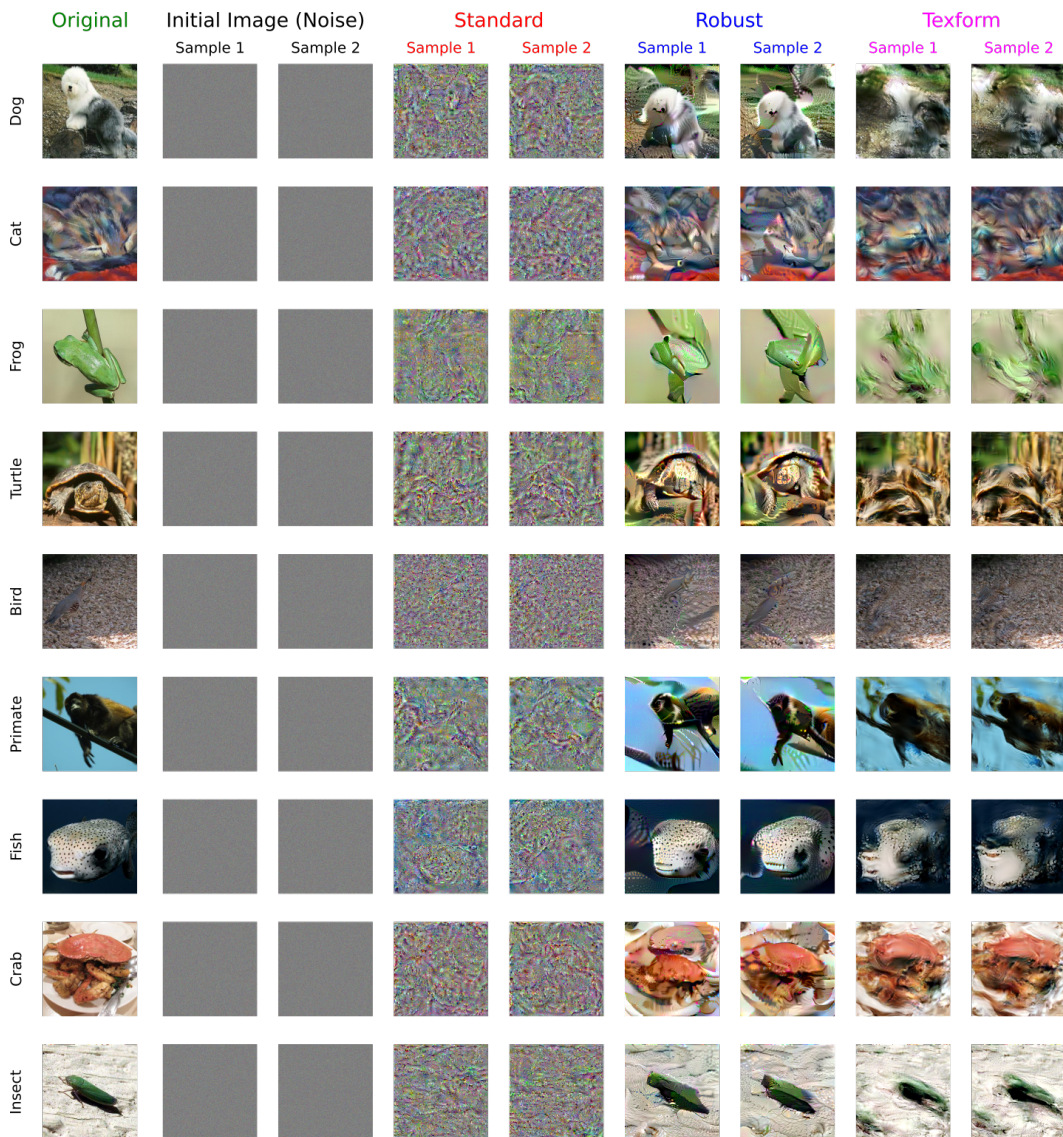 Original Initial Image (Noise) Standard Robust Texform
Sample 1 Sample 2 Sample 1 Sample 2 Sample 1 Sample 2 Sample 1 Sample 2
Dog
Cat
Frog
Turtle
Bird
Primate
Fish
Crab
Insect